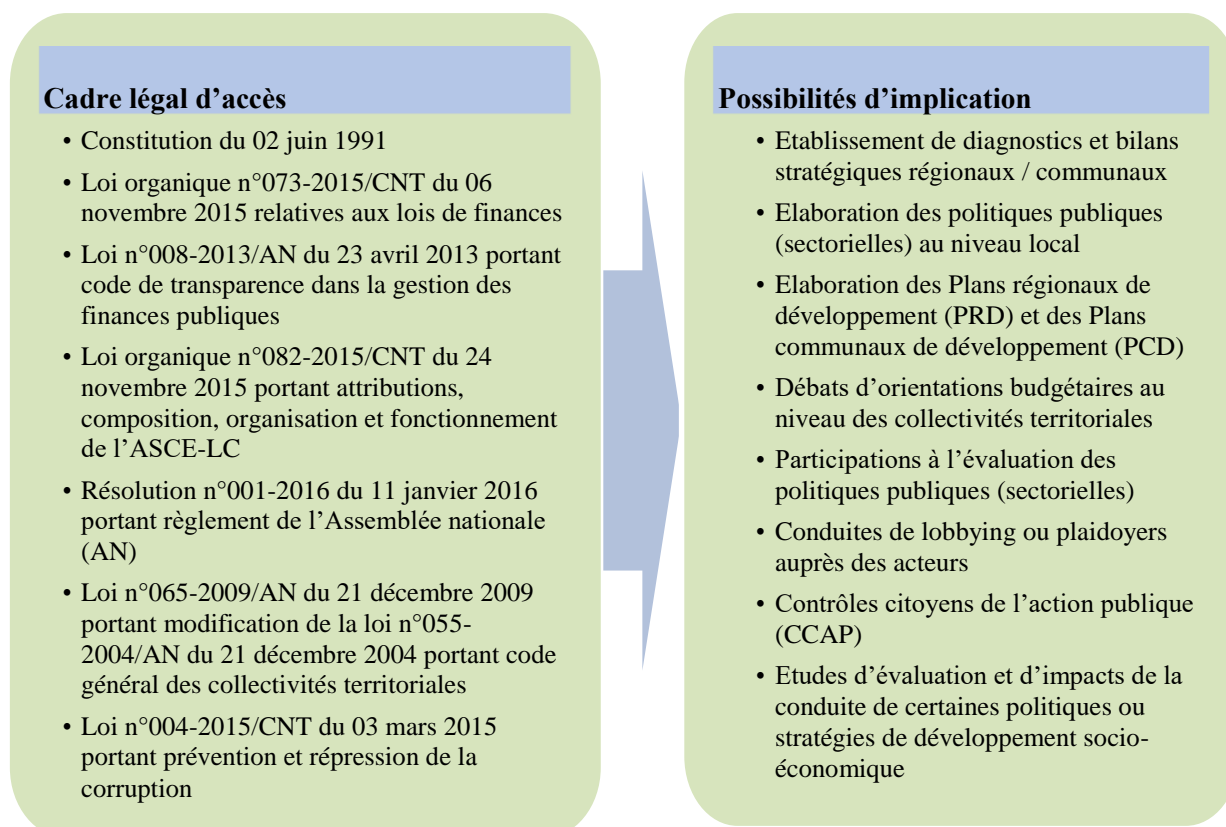 Cadre légal d’accès
• Constitution du 02 juin 1991
• Loi organique n°073-2015/CNT du 06
novembre 2015 relatives aux lois de finances
• Loi n°008-2013/AN du 23 avril 2013 portant
code de transparence dans la gestion des
finances publiques
• Loi organique n°082-2015/CNT du 24
novembre 2015 portant attributions,
composition, organisation et fonctionnement
de l’ASCE-LC
• Résolution n°001-2016 du 11 janvier 2016
portant règlement de l’Assemblée nationale
(AN)
• Loi n°065-2009/AN du 21 décembre 2009
portant modification de la loi n°055-
2004/AN du 21 décembre 2004 portant code
général des collectivités territoriales
• Loi n°004-2015/CNT du 03 mars 2015
portant prévention et répression de la
corruption
Possibilités d’implication
• Etablissement de diagnostics et bilans
stratégiques régionaux / communaux
• Elaboration des politiques publiques
(sectorielles) au niveau local
• Elaboration des Plans régionaux de
développement (PRD) et des Plans
communaux de développement (PCD)
• Débats d’orientations budgétaires au
niveau des collectivités territoriales
• Participations à l’évaluation des
politiques publiques (sectorielles)
• Conduites de lobbying ou plaidoyers
auprès des acteurs
• Contrôles citoyens de l’action publique
(CCAP)
• Etudes d’évaluation et d’impacts de la
conduite de certaines politiques ou
stratégies de développement socio-
économique